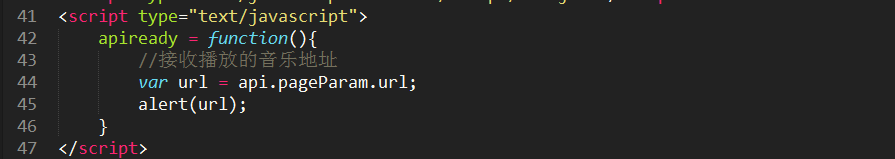 41 <script type="text/javascript">
42 apiready = function(){
43 //接收播放的音乐地址
44 var url = api.pageParam.url;
45 alert(url);
46 }
47 </script>